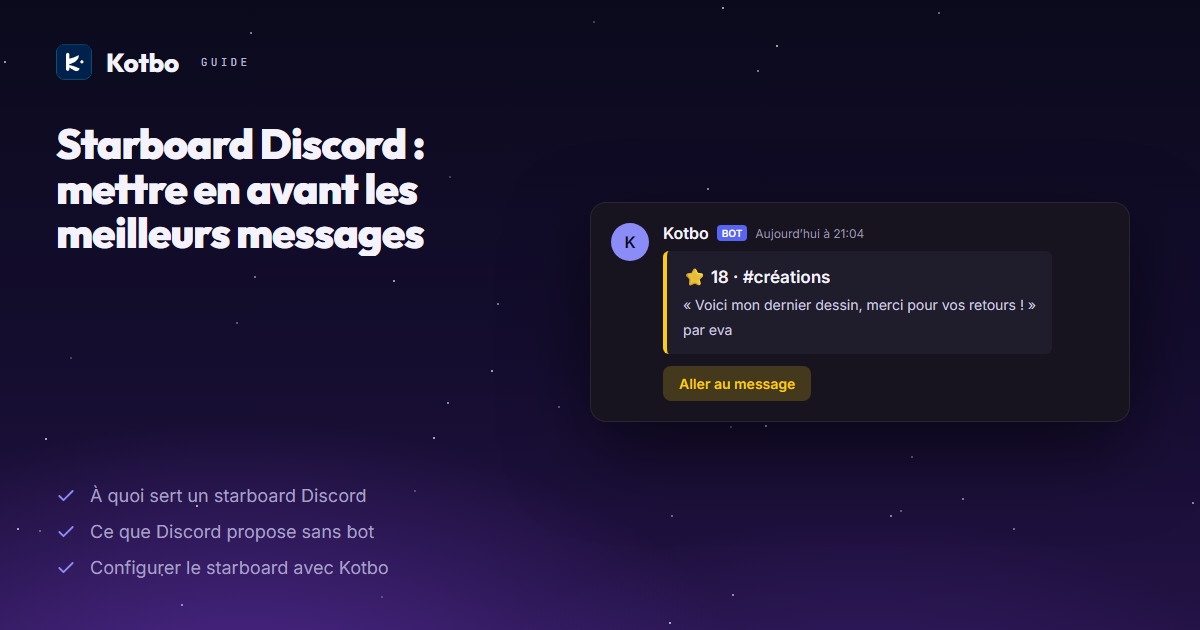 Kotbo GUIDE
Starboard Discord :
mettre en avant les
meilleurs messages
K Kotbo BOT Aujourd'hui à 21:04
⭐ 18 · #créations
« Voici mon dernier dessin, merci pour vos retours ! »
par eva
Aller au message
À quoi sert un starboard Discord
Ce que Discord propose sans bot
Configurer le starboard avec Kotbo